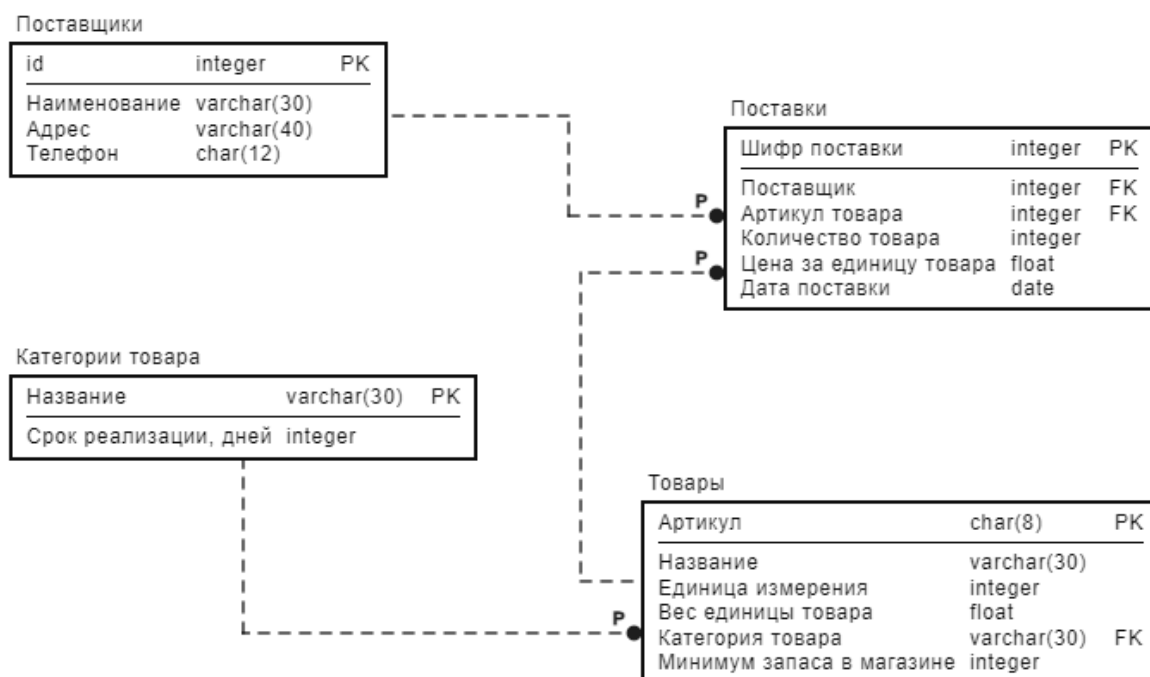 Поставщики
id integer PK
Наименование varchar(30)
Адрес varchar(40)
Телефон char(12)
Поставки
Шифр поставки integer PK
Поставщик integer FK
Артикул товара integer FK
Количество товара integer
Цена за единицу товара float
Дата поставки date
P
P
Категории товара
Название varchar(30) PK
Срок реализации, дней integer
Товары
Артикул char(8) PK
Название varchar(30)
Единица измерения integer
Вес единицы товара float
Категория товара varchar(30) FK
Минимум запаса в магазине integer
P